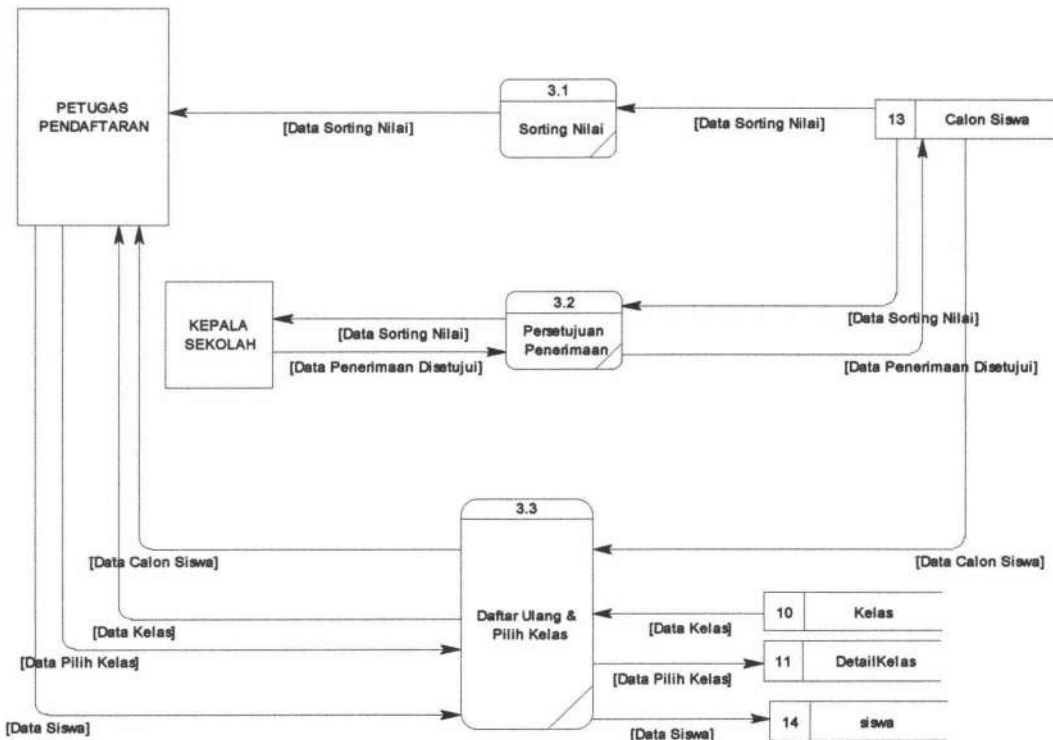 PETUGAS
PENDAFTARAN
[Data Sorting Nilai]
3.1
Sorting Nilai
[Data Sorting Nilai]
13 Calon Siswa
KEPALA
SEKOLAH
[Data Sorting Nilai]
[Data Penerimaan Disetujui]
3.2
Persetujuan
Penerimaan
[Data Sorting Nilai]
[Data Penerimaan Disetujui]
3.3
Daftar Ulang &
Pilih Kelas
[Data Calon Siswa]
[Data Kelas]
[Data Pilih Kelas]
[Data Siswa]
[Data Calon Siswa]
10 Kelas
[Data Kelas]
11 DetailKelas
[Data Pilih Kelas]
14 siswa
[Data Siswa]